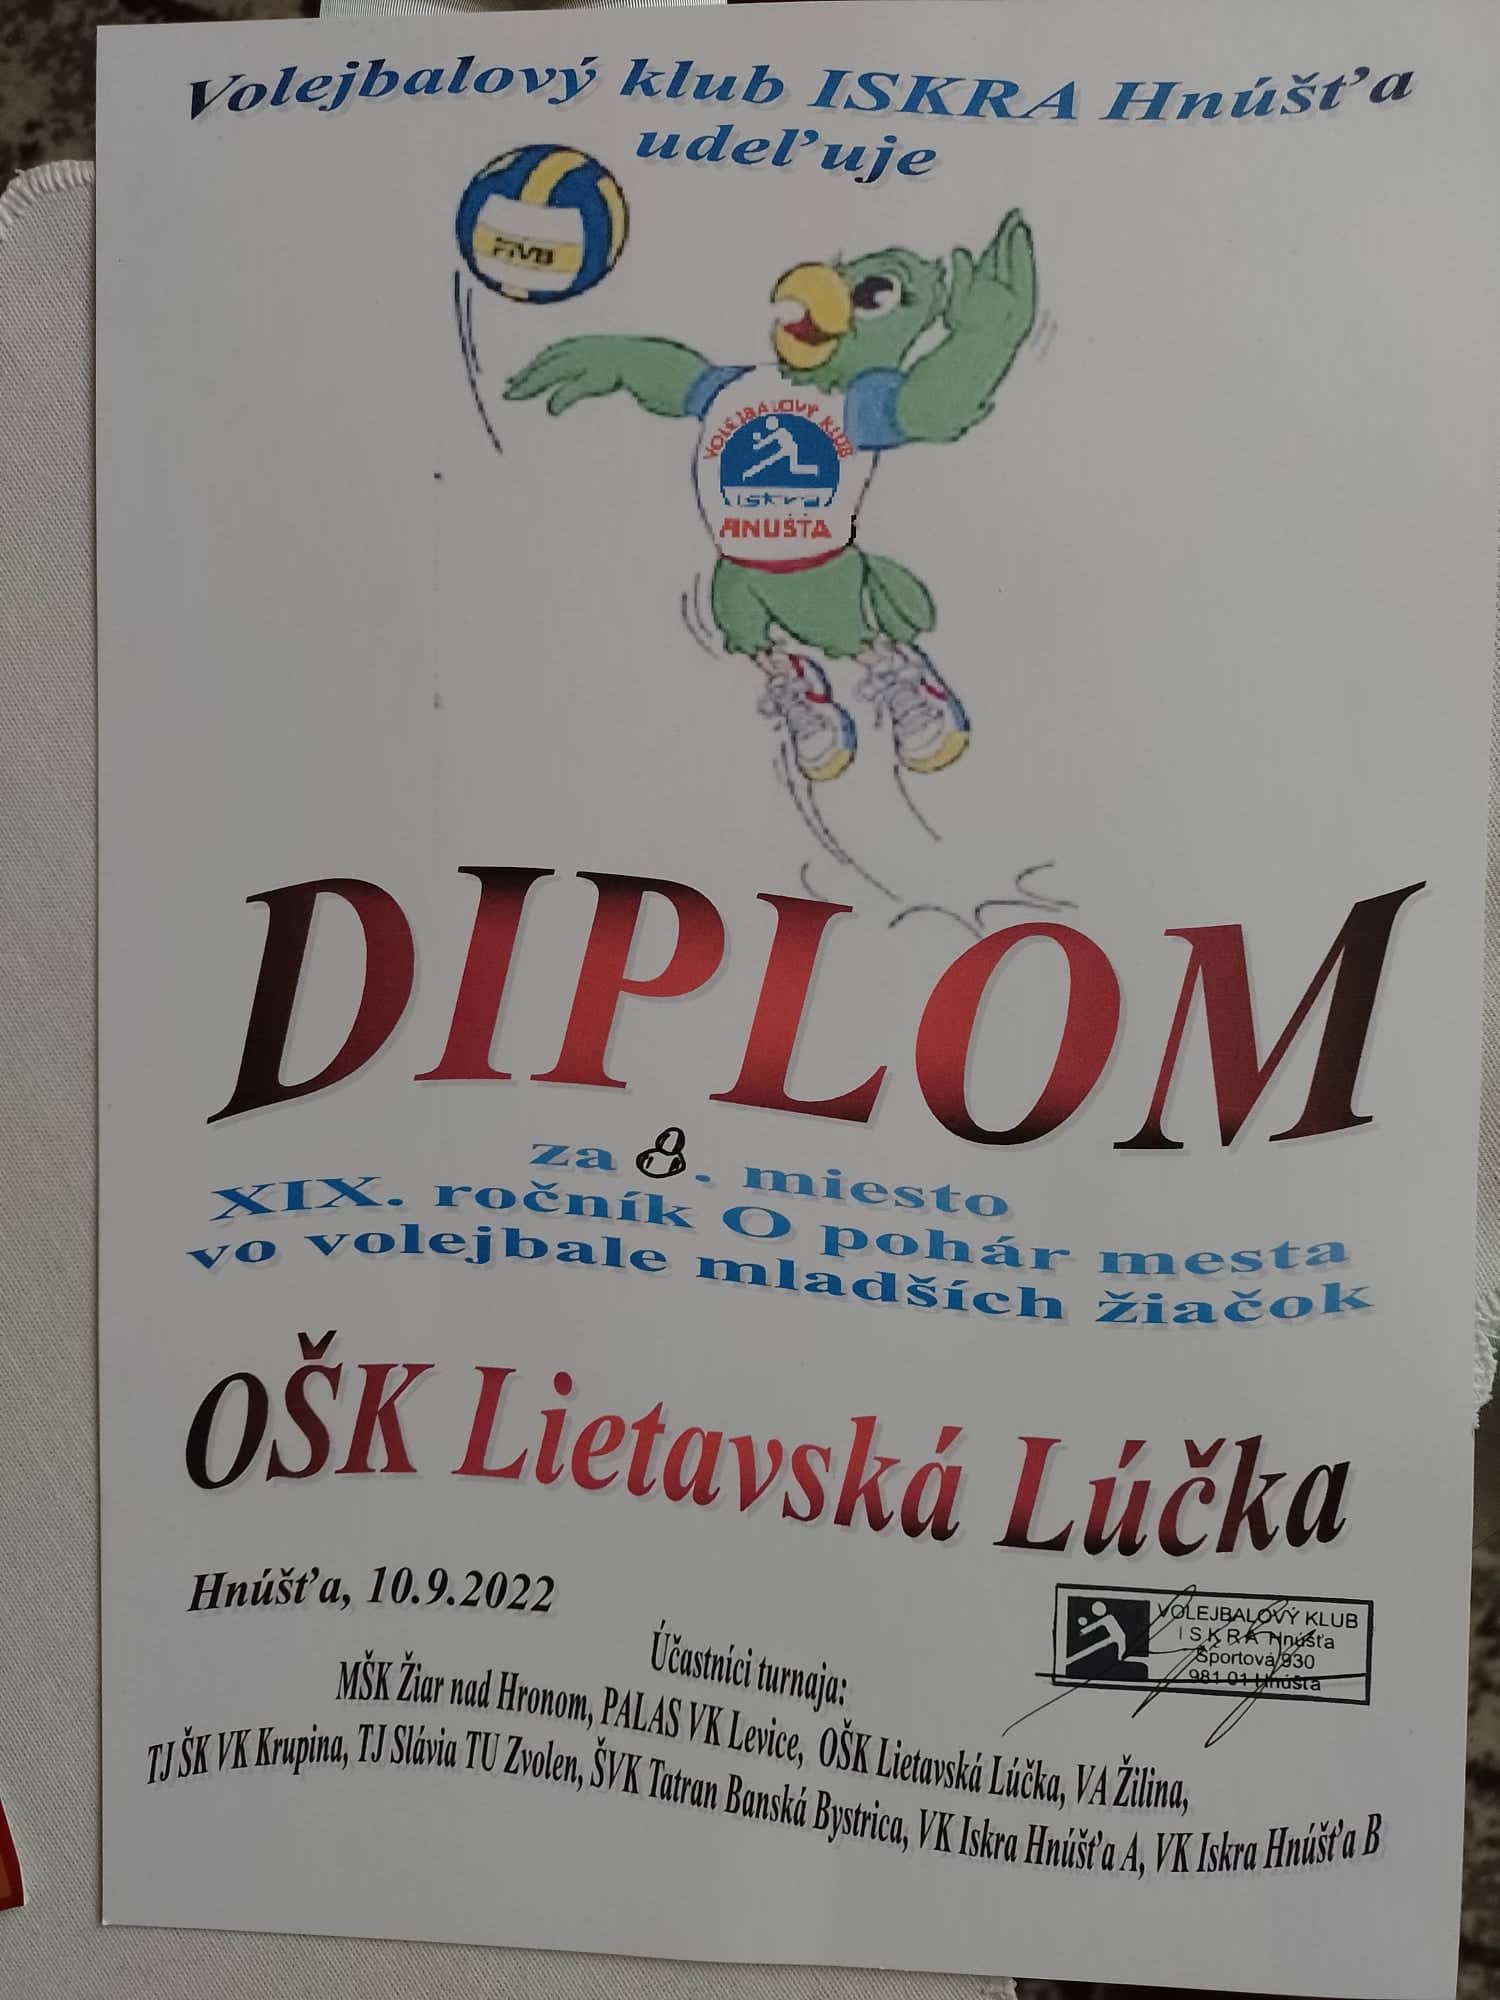 Volejbalový klub ISKRA Hnúšťa
udeľuje
FIVB
VOLEJBALOVÝ KLUB
iskra
HNÚŠŤA
DIPLOM
za 8. miesto
XIX. ročník O pohár mesta
vo volejbale mladších žiačok
OŠK Lietavská Lúčka
Hnúšťa, 10.9.2022
VOLEJBALOVÝ KLUB
ISKRA Hnúšťa
Športová 930
981 01 Hnúšťa
Účastníci turnaja:
MŠK Žiar nad Hronom, PALAS VK Levice, OŠK Lietavská Lúčka, VA Žilina,
TJ ŠK VK Krupina, TJ Slávia TU Zvolen, ŠVK Tatran Banská Bystrica, VK Iskra Hnúšťa A, VK Iskra Hnúšťa B